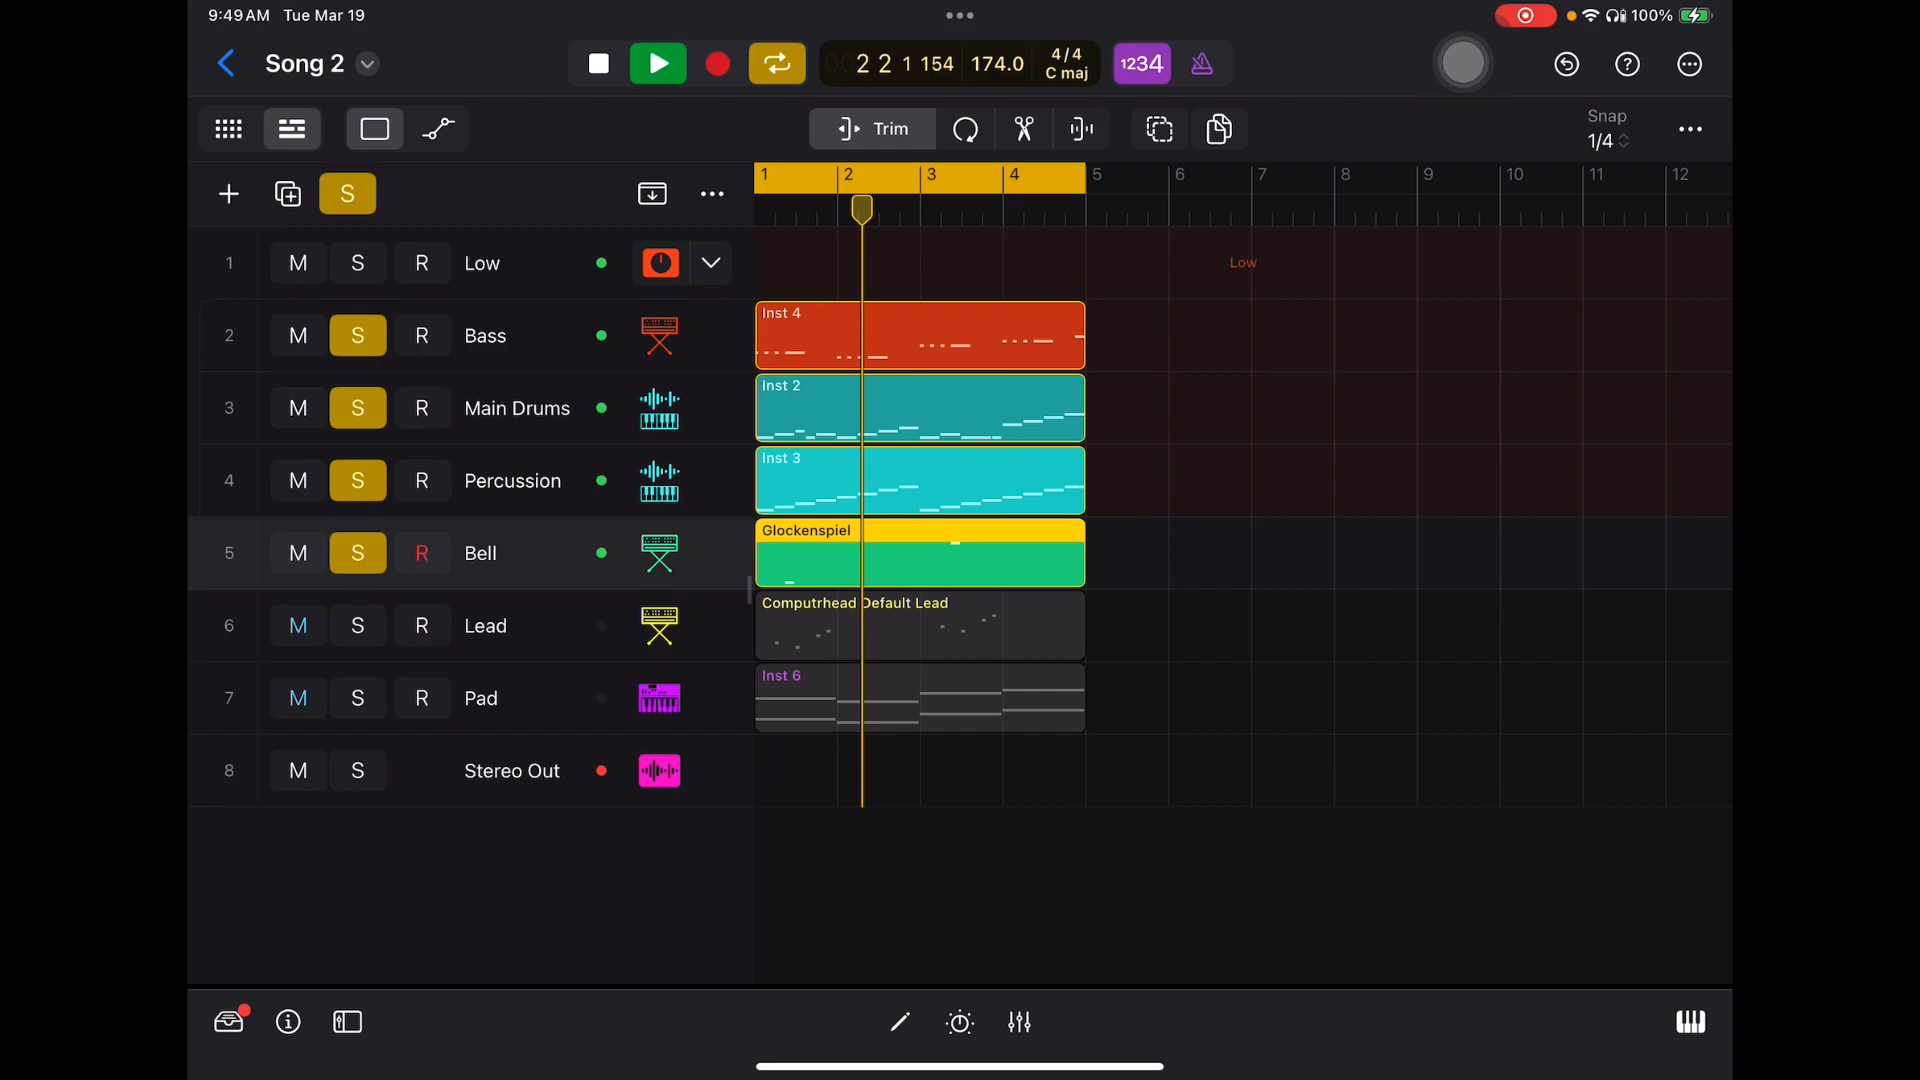 9:49 AM Tue Mar 19
100%
Song 2
2 2 1 154 174.0 4/4 C maj
1234
Trim
Snap
1/4
S
1 2 3 4 5 6 7 8 9 10 11 12
1 M S R Low
Low
2 M S R Bass
Inst 4
3 M S R Main Drums
Inst 2
4 M S R Percussion
Inst 3
5 M S R Bell
Glockenspiel
6 M S R Lead
Computrhead Default Lead
7 M S R Pad
Inst 6
8 M S Stereo Out